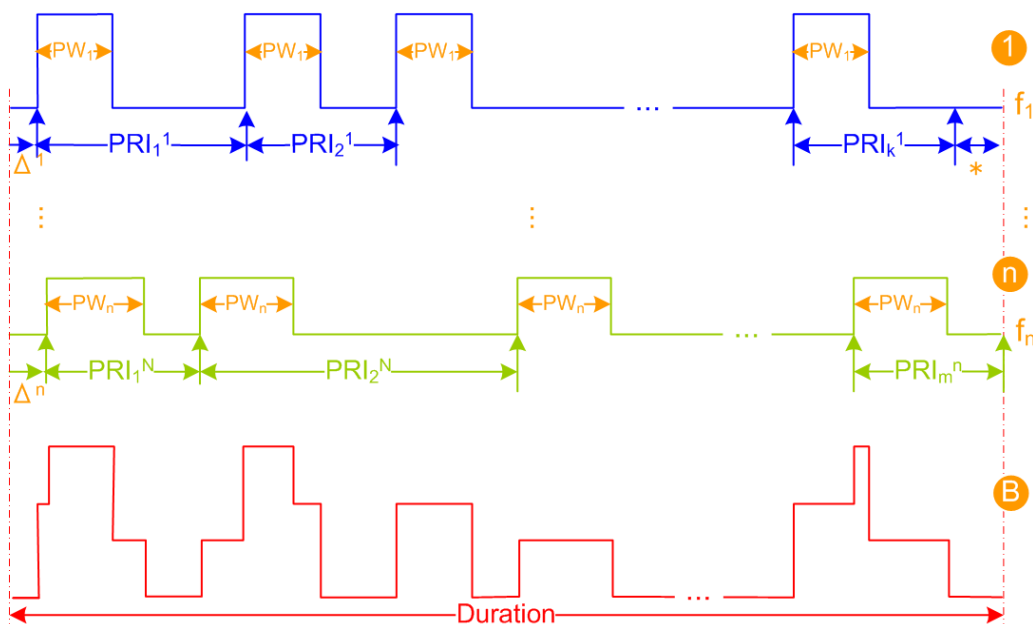 1
PW₁ PW₁ PW₁ PW₁
... f₁
Δ¹ PRI₁¹ PRI₂¹ PRIₖ¹ *
⋮ ⋮ ⋮
n
PWₙ PWₙ PWₙ PWₙ
... fₙ
Δⁿ PRI₁ᴺ PRI₂ᴺ PRIₘⁿ
B
...
Duration